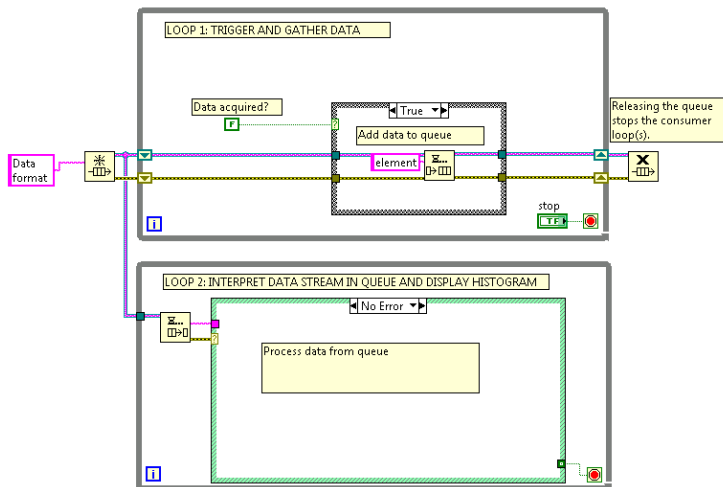 LOOP 1: TRIGGER AND GATHER DATA
Data acquired?
F
?
True
Add data to queue
element
Releasing the queue
stops the consumer
loop(s).
Data
format
stop
TF
i
LOOP 2: INTERPRET DATA STREAM IN QUEUE AND DISPLAY HISTOGRAM
No Error
?
Process data from queue
i